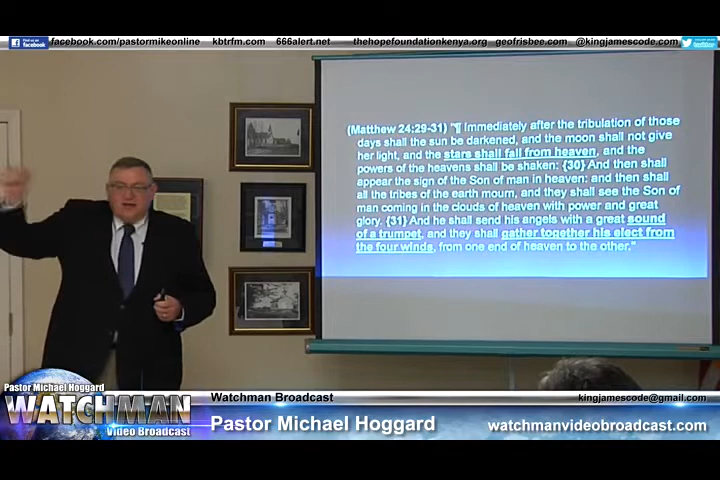 Find us on facebook facebook.com/pastormikeonline kbtrfm.com 666alert.net thehopefoundationkenya.org geofrisbee.com @kingjamescode.com
(Matthew 24:29-31) "¶ Immediately after the tribulation of those
days shall the sun be darkened, and the moon shall not give
her light, and the stars shall fall from heaven, and the
powers of the heavens shall be shaken: {30} And then shall
appear the sign of the Son of man in heaven: and then shall
all the tribes of the earth mourn, and they shall see the Son of
man coming in the clouds of heaven with power and great
glory. {31} And he shall send his angels with a great sound
of a trumpet, and they shall gather together his elect from
the four winds, from one end of heaven to the other."
Pastor Michael Hoggard
WATCHMAN
Video Broadcast
Watchman Broadcast kingjamescode@gmail.com
Pastor Michael Hoggard watchmanvideobroadcast.com